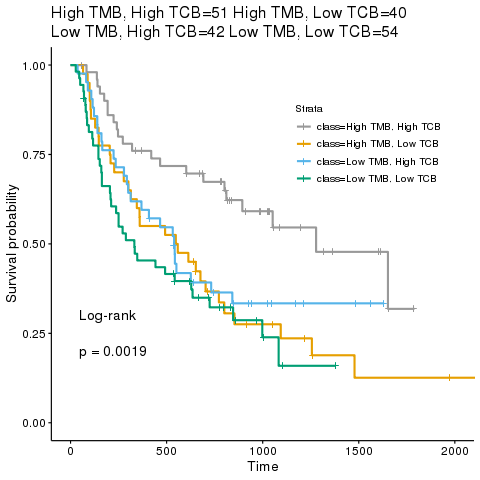 High TMB, High TCB=51 High TMB, Low TCB=40
Low TMB, High TCB=42 Low TMB, Low TCB=54
1.00
0.75
0.50
0.25
0.00
Survival probability
Strata
class=High TMB. High TCB
class=High TMB. Low TCB
class=Low TMB. High TCB
class=Low TMB. Low TCB
Log-rank
p = 0.0019
0 500 1000 1500 2000
Time